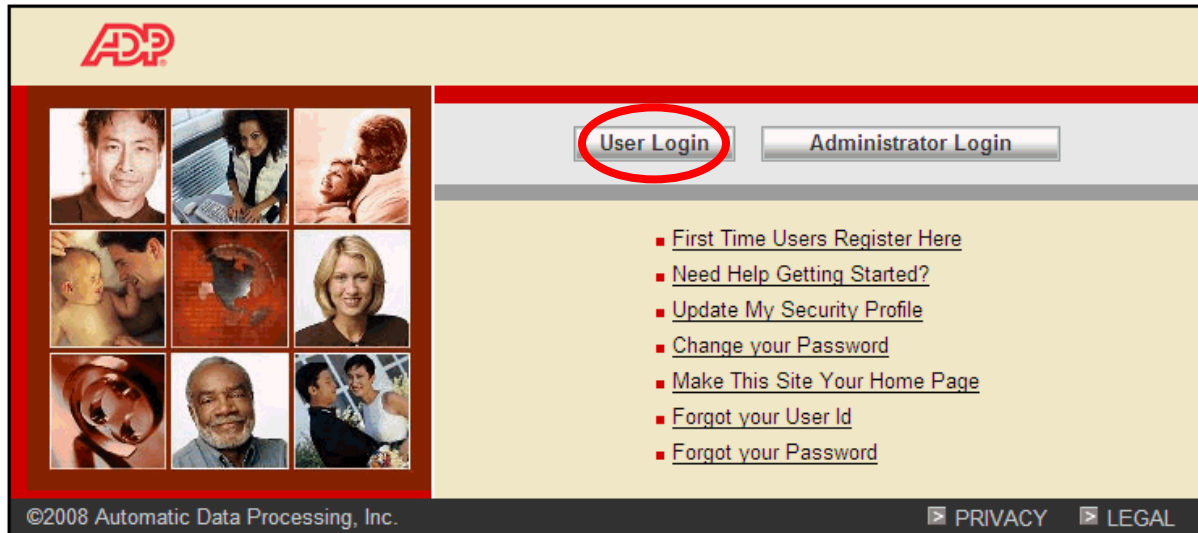 ADP
User Login Administrator Login
First Time Users Register Here
Need Help Getting Started?
Update My Security Profile
Change your Password
Make This Site Your Home Page
Forgot your User Id
Forgot your Password
©2008 Automatic Data Processing, Inc. PRIVACY LEGAL